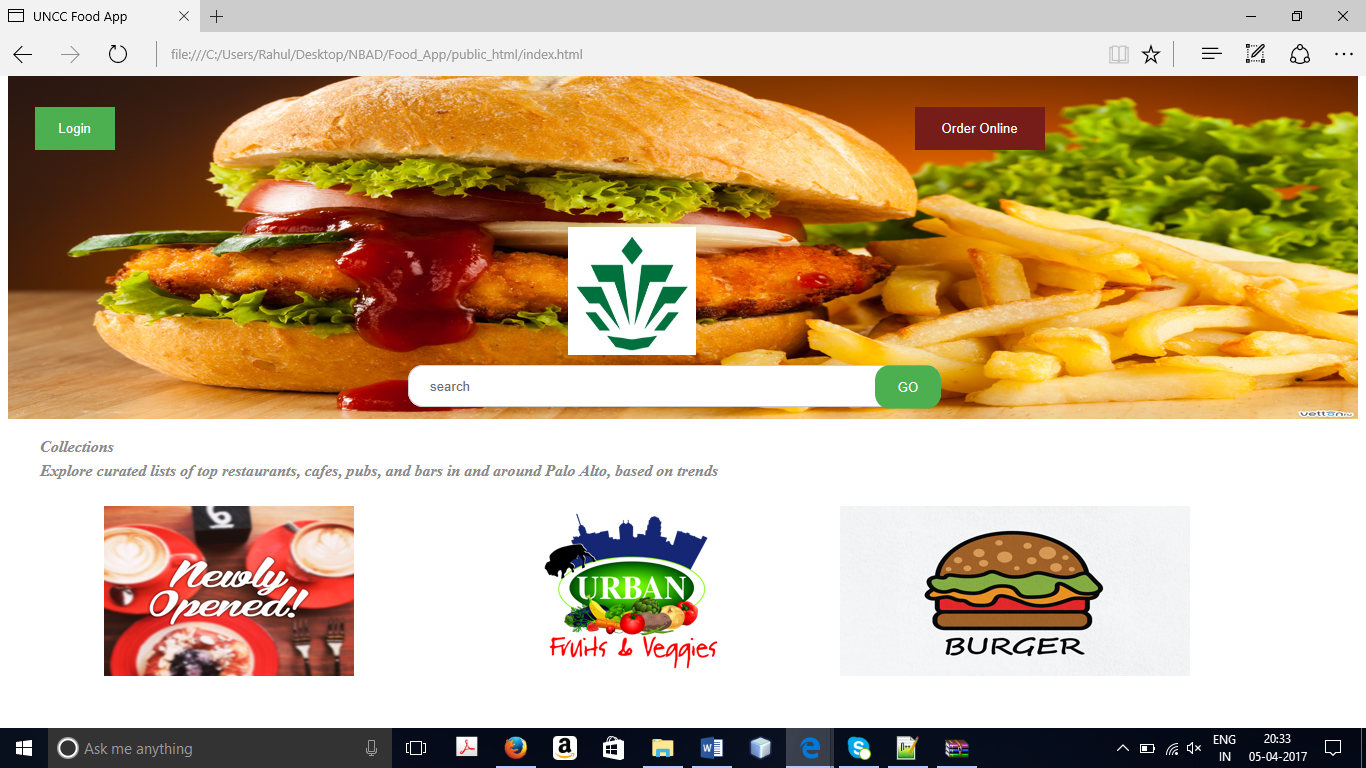 UNCC Food App
file:///C:/Users/Rahul/Desktop/NBAD/Food_App/public_html/index.html
Login
Order Online
search
GO
Collections
Explore curated lists of top restaurants, cafes, pubs, and bars in and around Palo Alto, based on trends
Newly
Opened!
URBAN
Fruits & Veggies
BURGER
Ask me anything
ENG
IN
20:33
05-04-2017